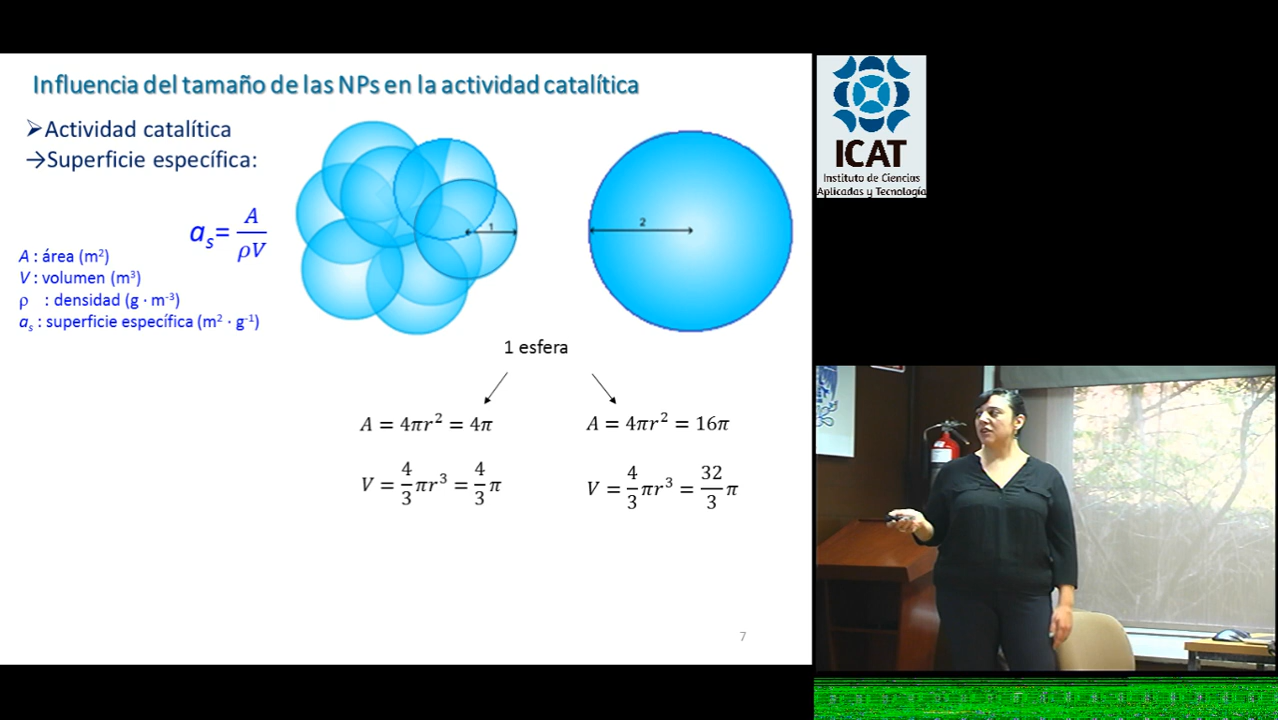 Influencia del tamaño de las NPs en la actividad catalítica
➢Actividad catalítica
→Superficie específica:
aₛ= A/ρV
A : área (m²)
V : volumen (m³)
ρ : densidad (g · m⁻³)
aₛ : superficie específica (m² · g⁻¹)
1
2
1 esfera
A = 4πr² = 4π
V = 4/3 πr³ = 4/3 π
A = 4πr² = 16π
V = 4/3 πr³ = 32/3 π
7
ICAT
Instituto de Ciencias
Aplicadas y Tecnología